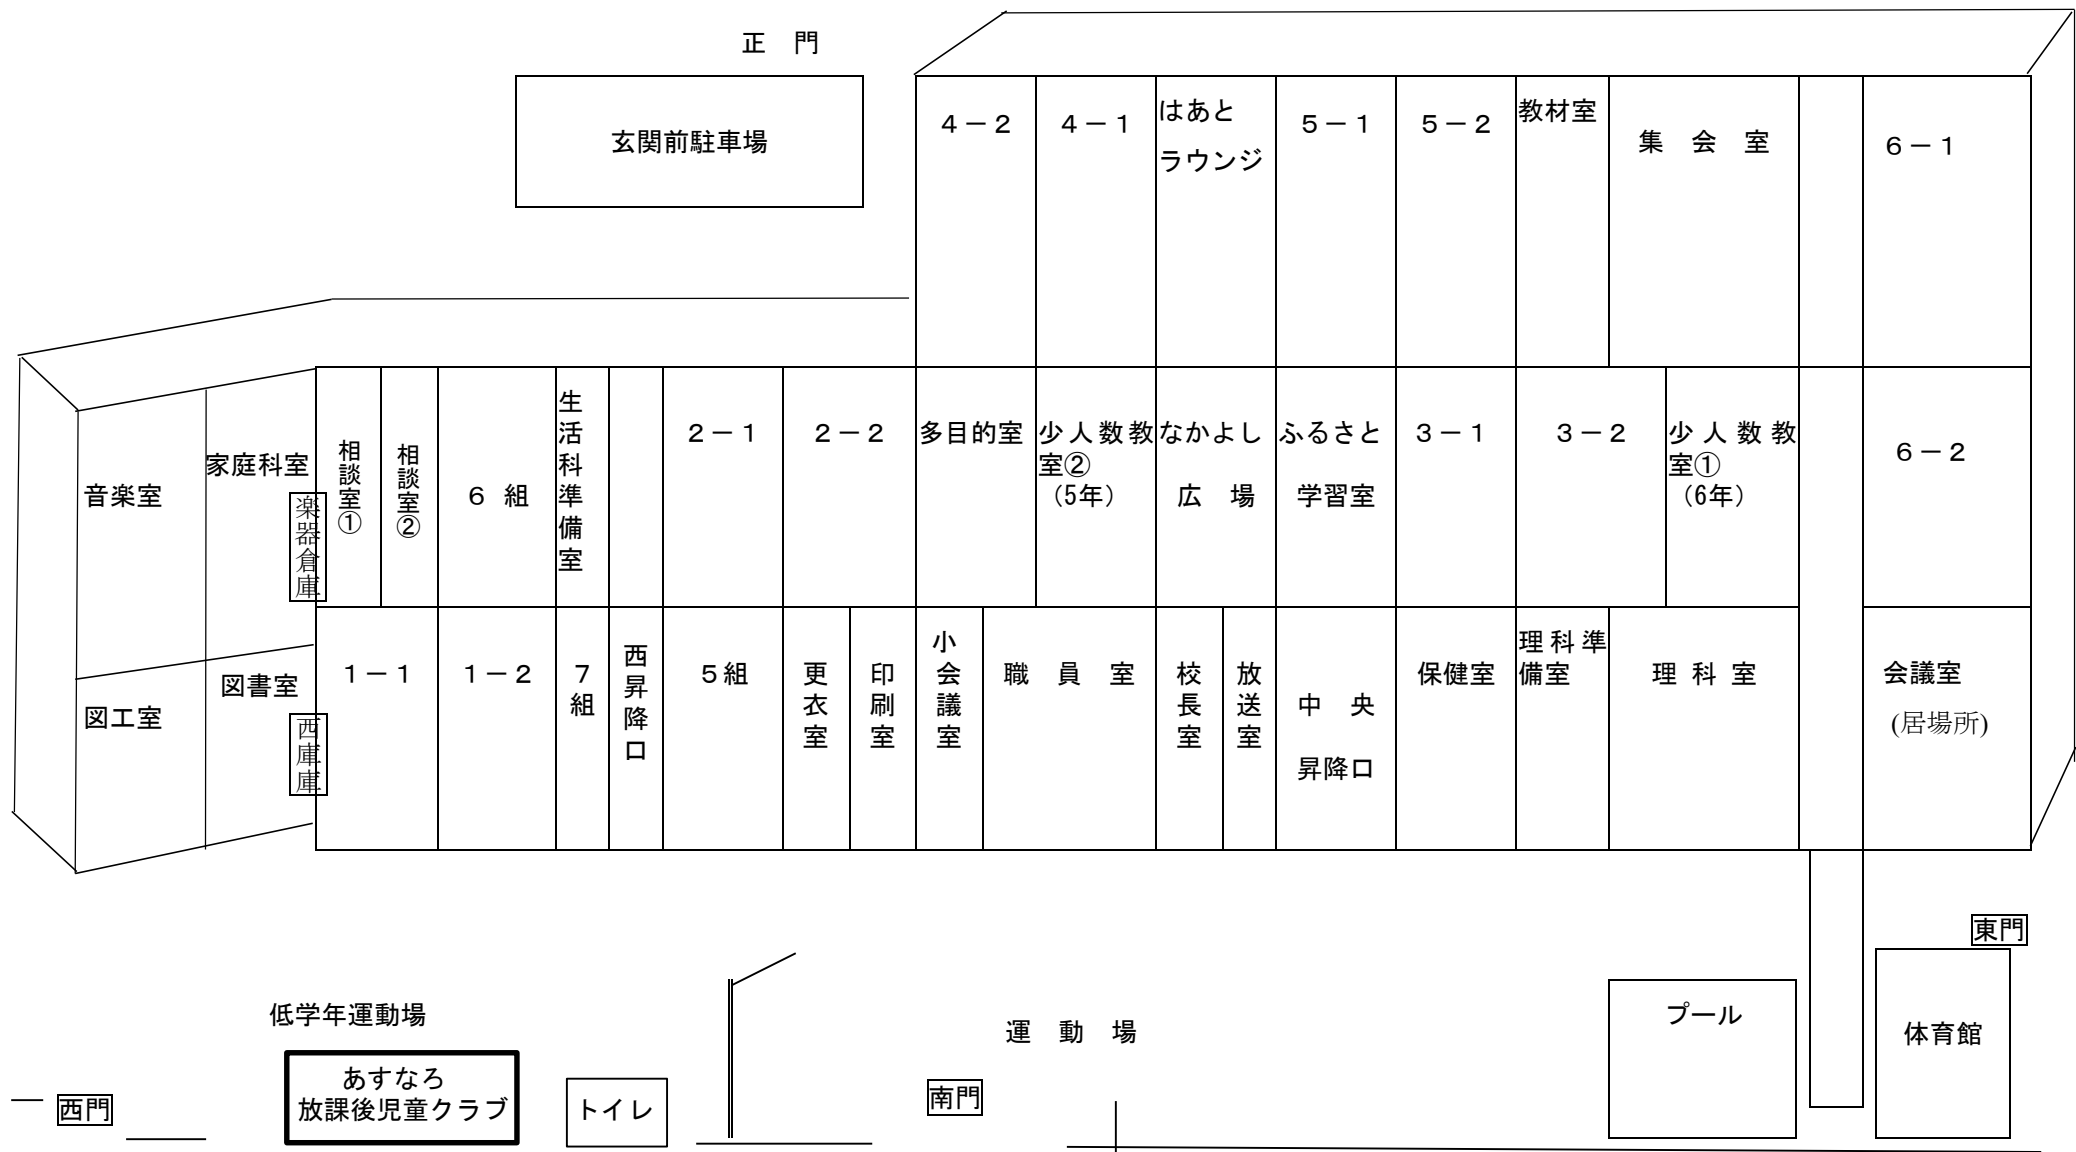 正　門
玄関前駐車場
４－２
４－１
はあと
ラウンジ
５－１
５－２
教材室
集　会　室
６－１
音楽室
家庭科室
楽器倉庫
相談室①
相談室②
６　組
生活科準備室
２－１
２－２
多目的室
少人数教
室②
（5年）
なかよし
広　場
ふるさと
学習室
３－１
３－２
少人数教
室①
（6年）
６－２
図工室
図書室
西庫庫
１－１
１－２
７組
西昇降口
５組
更衣室
印刷室
小会議室
職　員　室
校長室
放送室
中　央
昇降口
保健室
理科準
備室
理 科 室
会議室
(居場所)
東門
低学年運動場
運　動　場
プール
体育館
あすなろ
放課後児童クラブ
トイレ
南門
西門